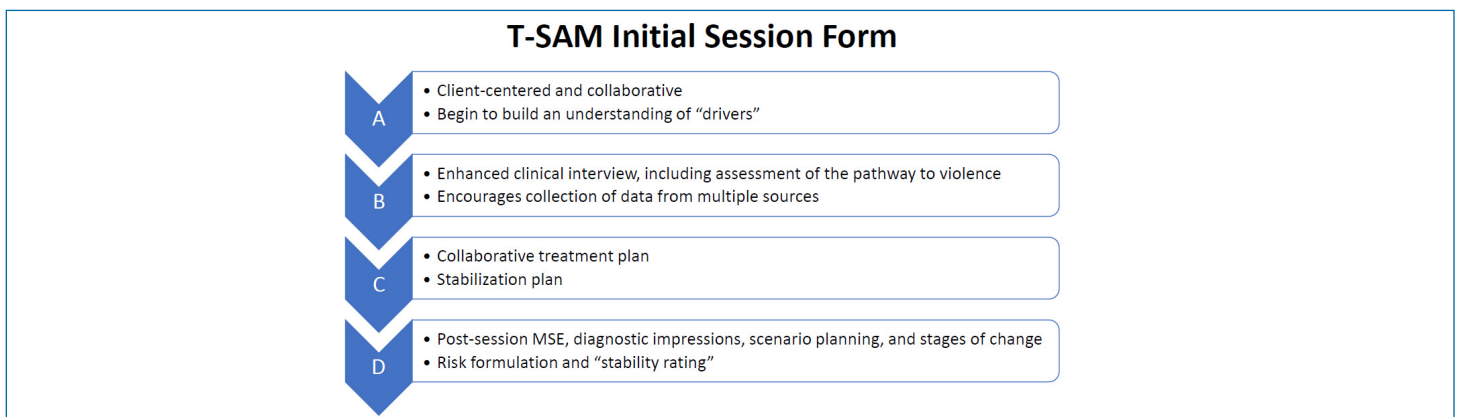 T-SAM Initial Session Form
A
• Client-centered and collaborative
• Begin to build an understanding of “drivers”
B
• Enhanced clinical interview, including assessment of the pathway to violence
• Encourages collection of data from multiple sources
C
• Collaborative treatment plan
• Stabilization plan
D
• Post-session MSE, diagnostic impressions, scenario planning, and stages of change
• Risk formulation and “stability rating”